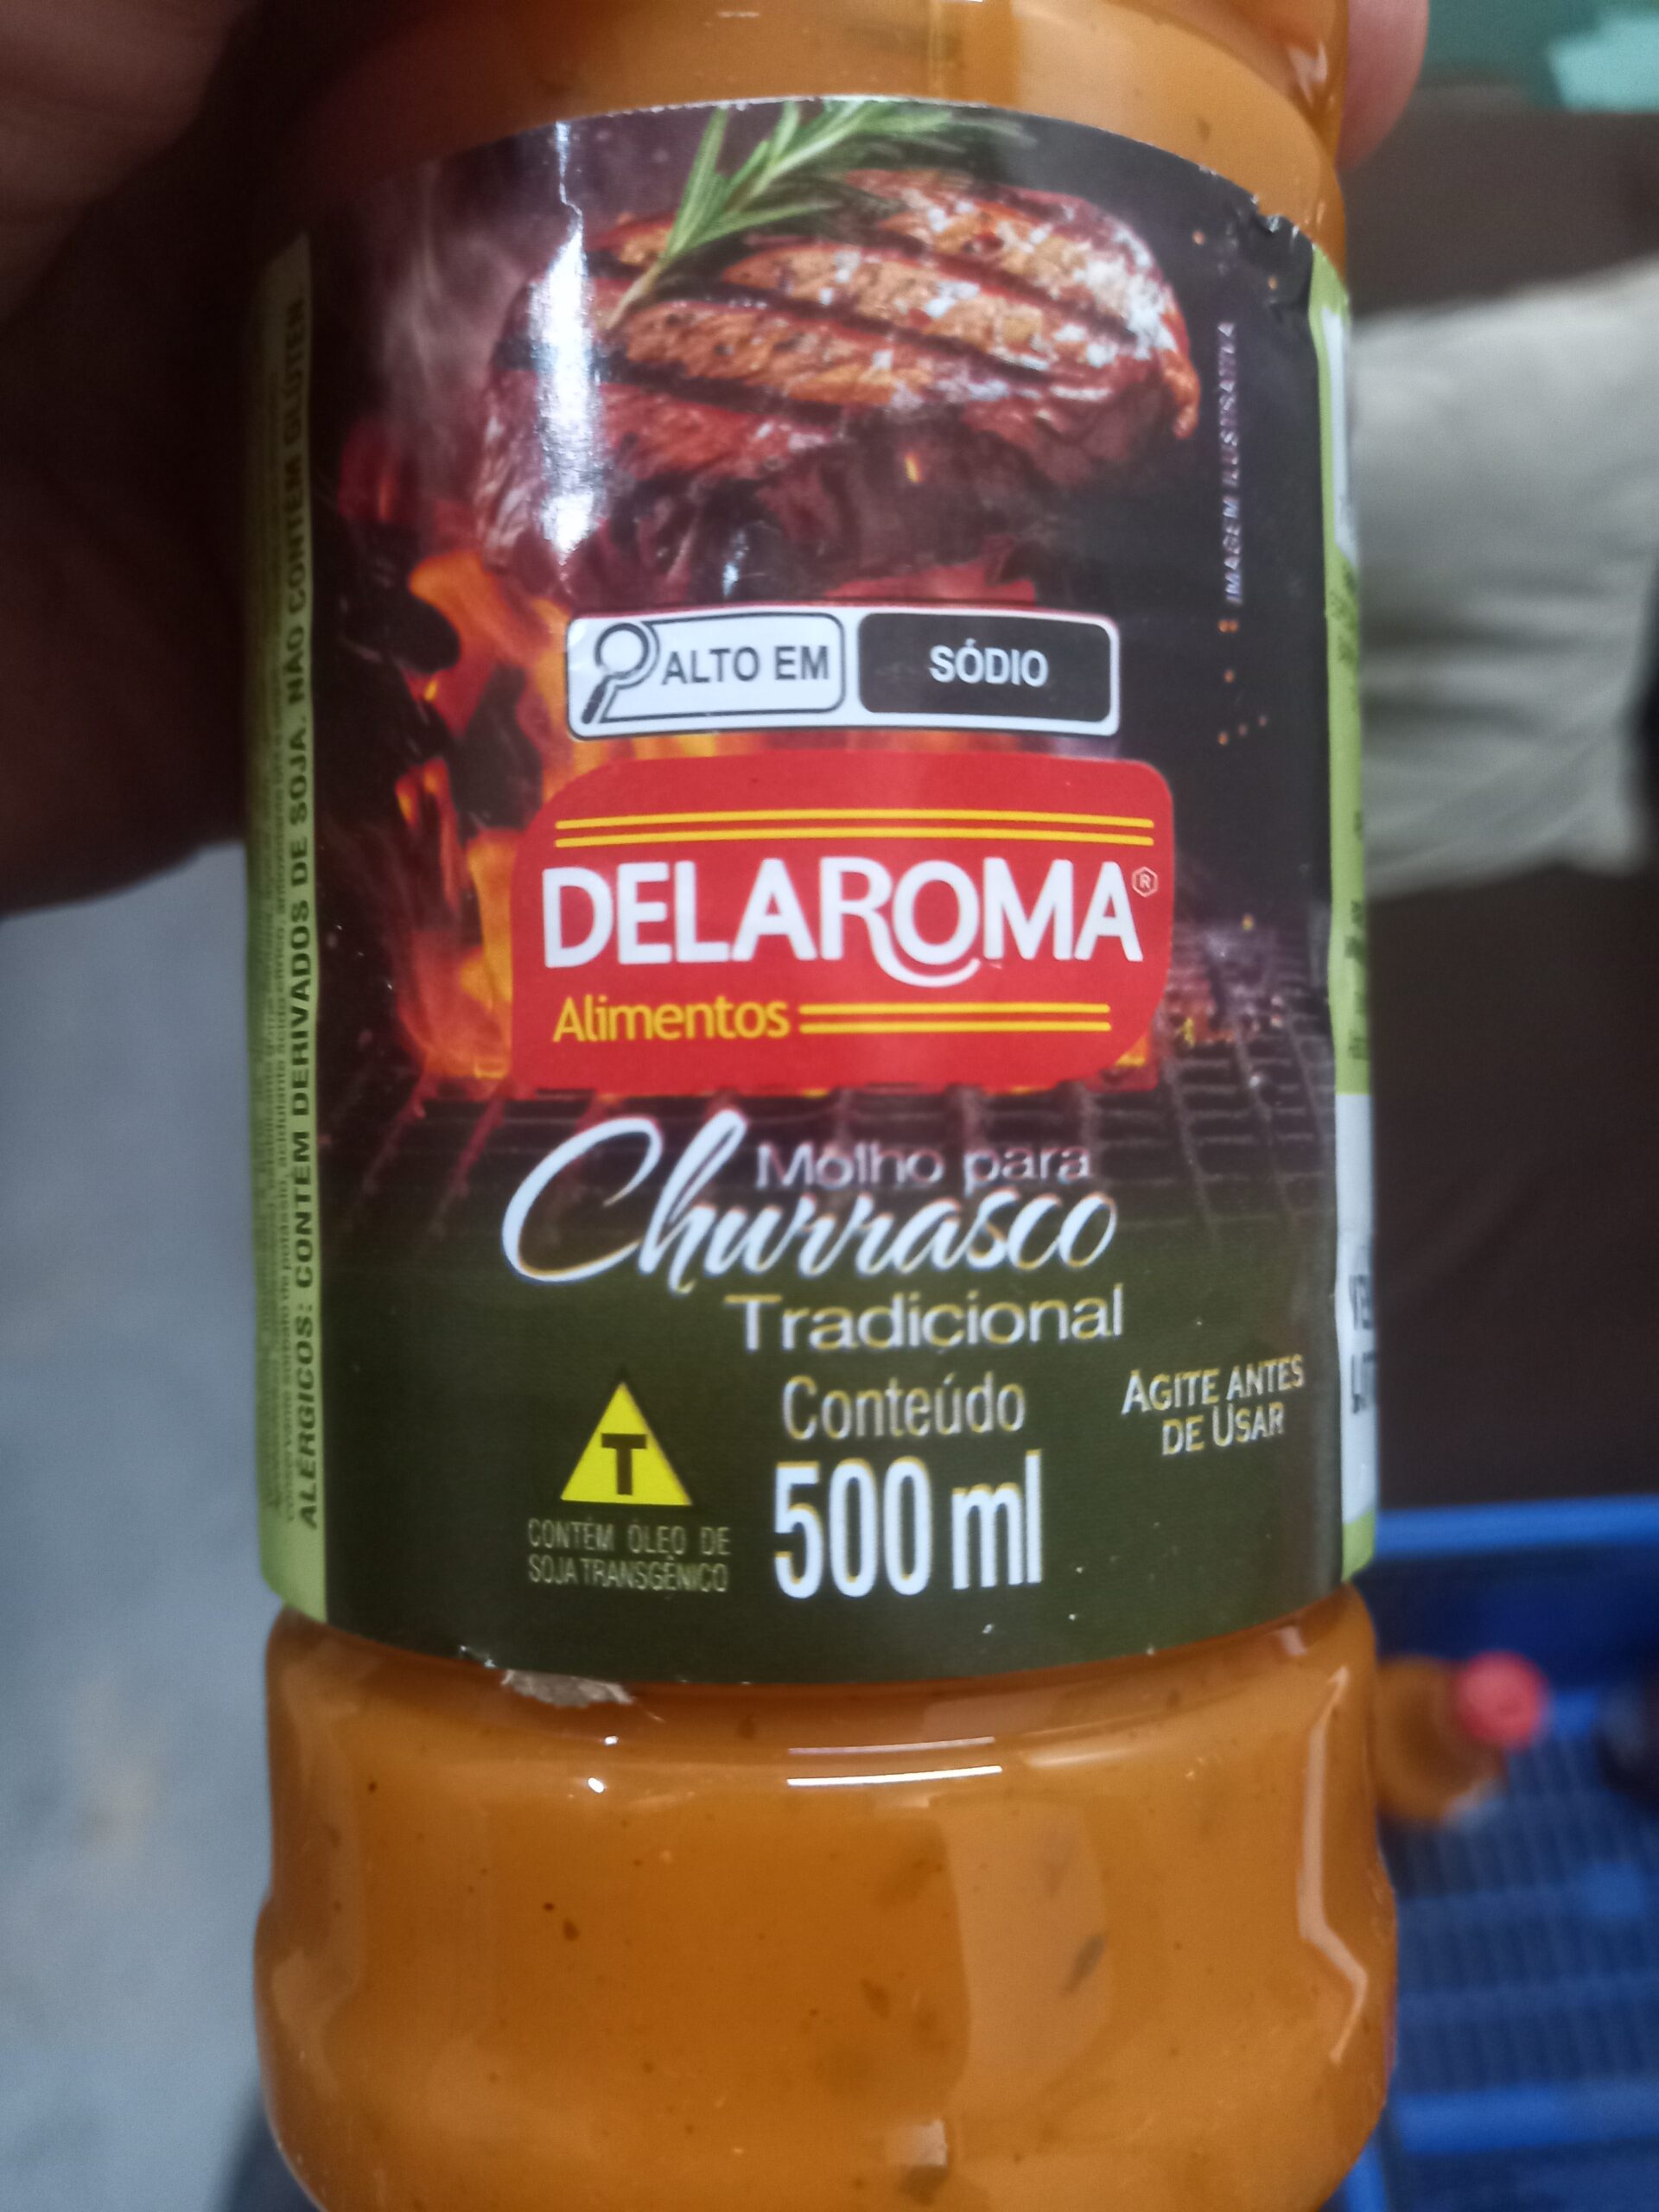 ALTO EM SÓDIO
DELAROMA®
Alimentos
Molho para
Churrasco
Tradicional
Conteúdo
500 ml
AGITE ANTES
DE USAR
T
CONTÉM ÓLEO DE
SOJA TRANSGÊNICO
IMAGEM ILUSTRATIVA
ALÉRGICOS: CONTÉM DERIVADOS DE SOJA. NÃO CONTÉM GLÚTEN.